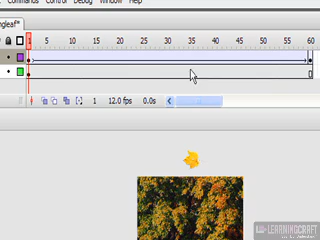 Control Debug Window Help
ngleaf*
5 10 15 20 25 30 35 40 45 50 55 60
1 12.0 fps 0.0s
LEARNINGCRAFT